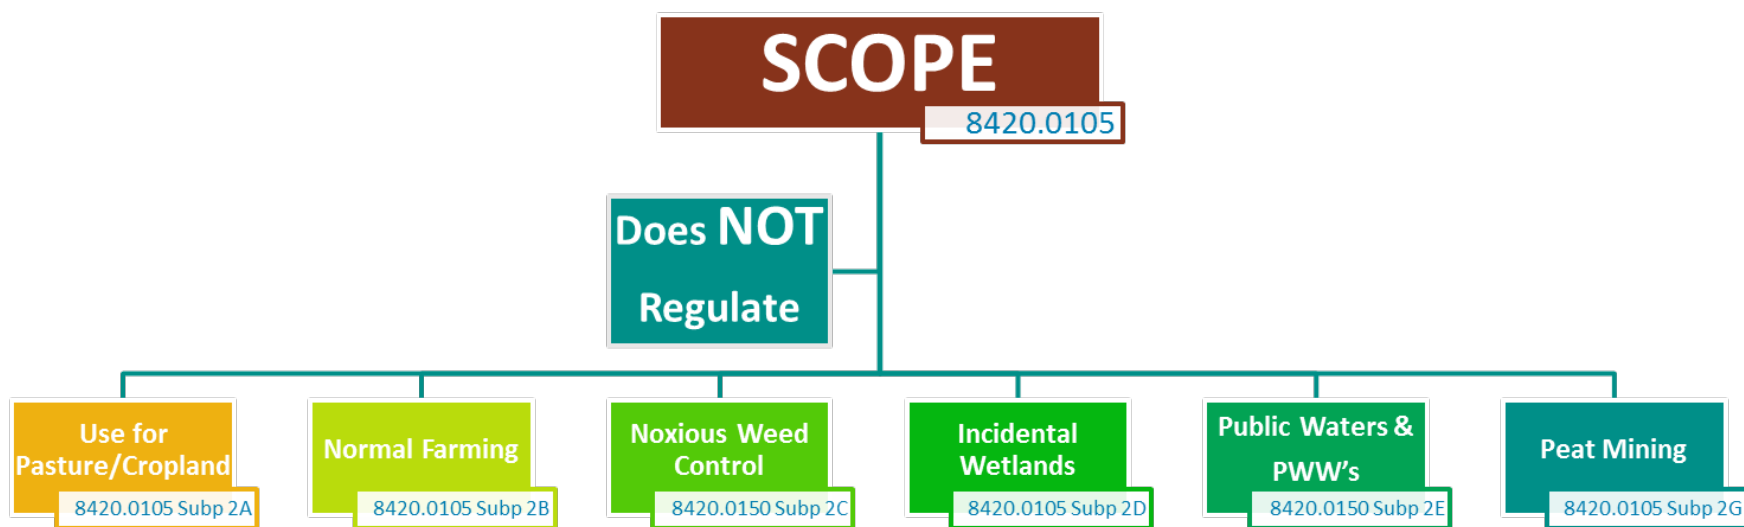 SCOPE
8420.0105
Does NOT
Regulate
Use for
Pasture/Cropland
8420.0105 Subp 2A
Normal Farming
8420.0105 Subp 2B
Noxious Weed
Control
8420.0150 Subp 2C
Incidental
Wetlands
8420.0105 Subp 2D
Public Waters &
PWW's
8420.0150 Subp 2E
Peat Mining
8420.0105 Subp 2G